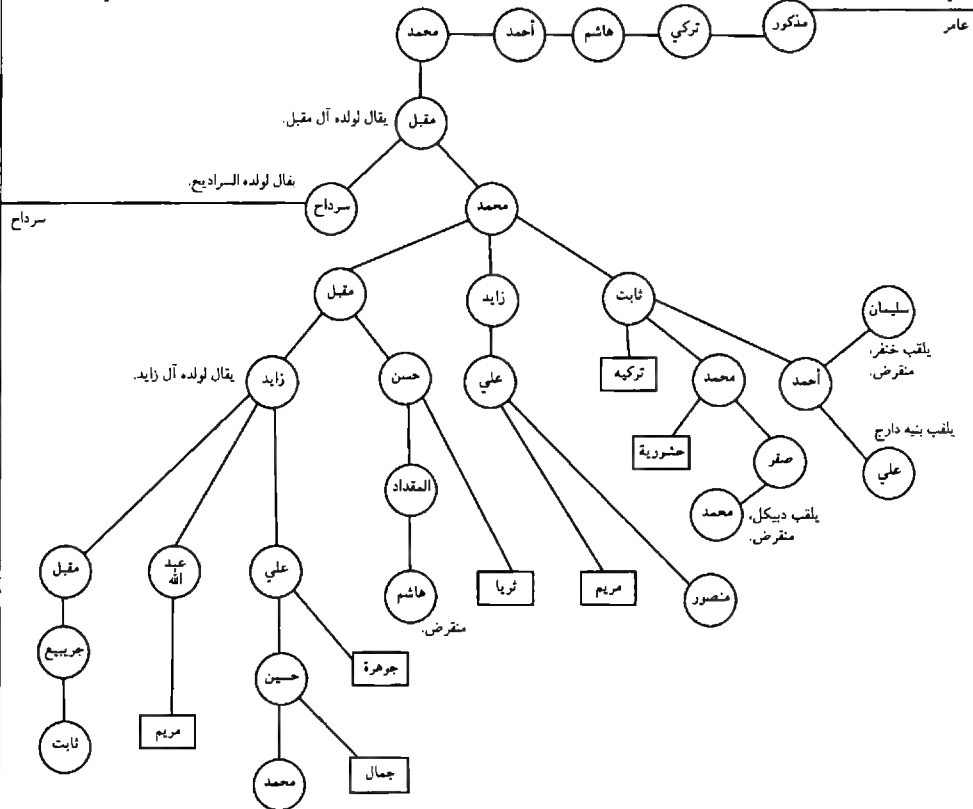 عامر
مذكور
تركي
هاشم
أحمد
محمد
يقال لولده آل مقبل.
مقبل
يقال لولده السراديح.
سرداح
سرداح
محمد
مقبل
زايد
ثابت
سليمان
يلقب خنفر،
منقرض.
يقال لولده آل زايد.
زايد
حسن
علي
تركيه
محمد
أحمد
يلقب بنيه دارج
علي
حشورية
صقر
المقداد
محمد
يلقب دبيكل،
منقرض.
مقبل
عبد
الله
علي
هاشم
منقرض.
ثريا
مريم
منصور
جريبيع
حسين
جوهرة
ثابت
مريم
محمد
جمال